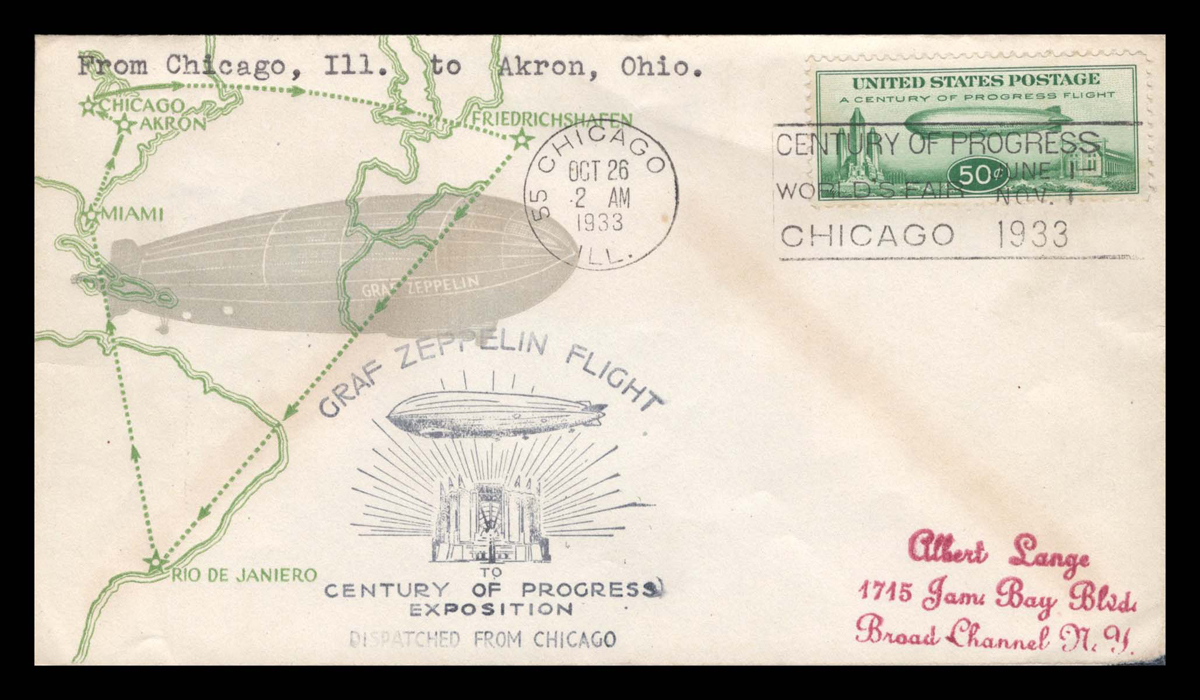 From Chicago, Ill. to Akron, Ohio.
CHICAGO
AKRON
FRIEDRICHSHAFEN
MIAMI
RIO DE JANIERO
GRAF ZEPPELIN
55 CHICAGO
OCT 26
2 AM
1933
ILL.
UNITED STATES POSTAGE
A CENTURY OF PROGRESS FLIGHT
50¢
CENTURY OF PROGRESS
WORLD'S FAIR JUNE 1
NOV. 1
CHICAGO 1933
GRAF ZEPPELIN FLIGHT
TO
CENTURY OF PROGRESS
EXPOSITION
DISPATCHED FROM CHICAGO
Albert Lange
1715 Jam. Bay Blvd.
Broad Channel N. Y.